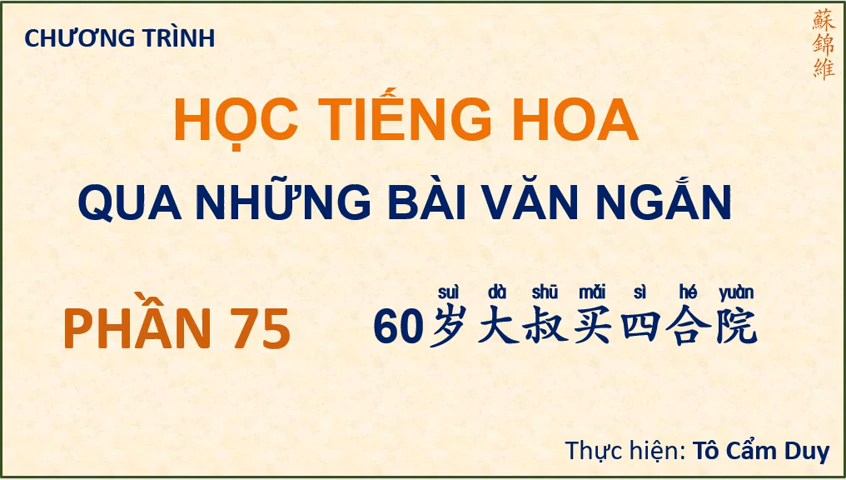 CHƯƠNG TRÌNH
蘇錦維
HỌC TIẾNG HOA
QUA NHỮNG BÀI VĂN NGẮN
PHẦN 75
suì dà shū mǎi sì hé yuàn
60岁大叔买四合院
Thực hiện: Tô Cẩm Duy